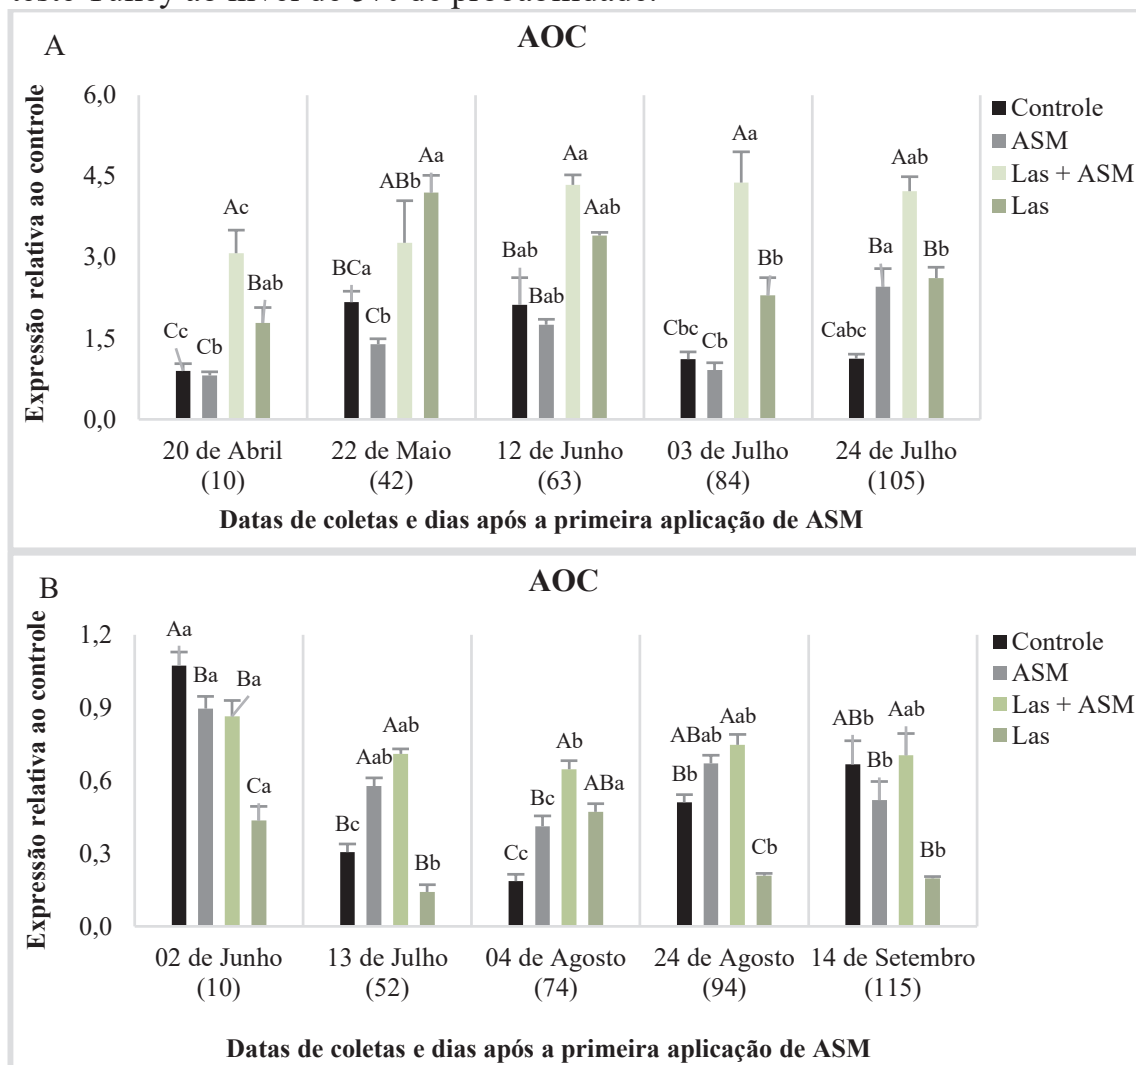 teste Tukey ao nível de 5% de probabilidade.
A
AOC
Expressão relativa ao controle
6,0
4,5
3,0
1,5
0,0
Cc
Cb
Ac
Bab
BCa
Cb
ABb
Aa
Bab
Bab
Aa
Aab
Cbc
Cb
Aa
Bb
Cabc
Ba
Aab
Bb
Controle
ASM
Las + ASM
Las
20 de Abril
(10)
22 de Maio
(42)
12 de Junho
(63)
03 de Julho
(84)
24 de Julho
(105)
Datas de coletas e dias após a primeira aplicação de ASM
B
AOC
Expressão relativa ao controle
1,2
0,9
0,6
0,3
0,0
Aa
Ba
Ba
Ca
Bc
Aab
Aab
Bb
Cc
Bc
Ab
ABa
Bb
ABab
Aab
Cb
ABb
Bb
Aab
Bb
Controle
ASM
Las + ASM
Las
02 de Junho
(10)
13 de Julho
(52)
04 de Agosto
(74)
24 de Agosto
(94)
14 de Setembro
(115)
Datas de coletas e dias após a primeira aplicação de ASM